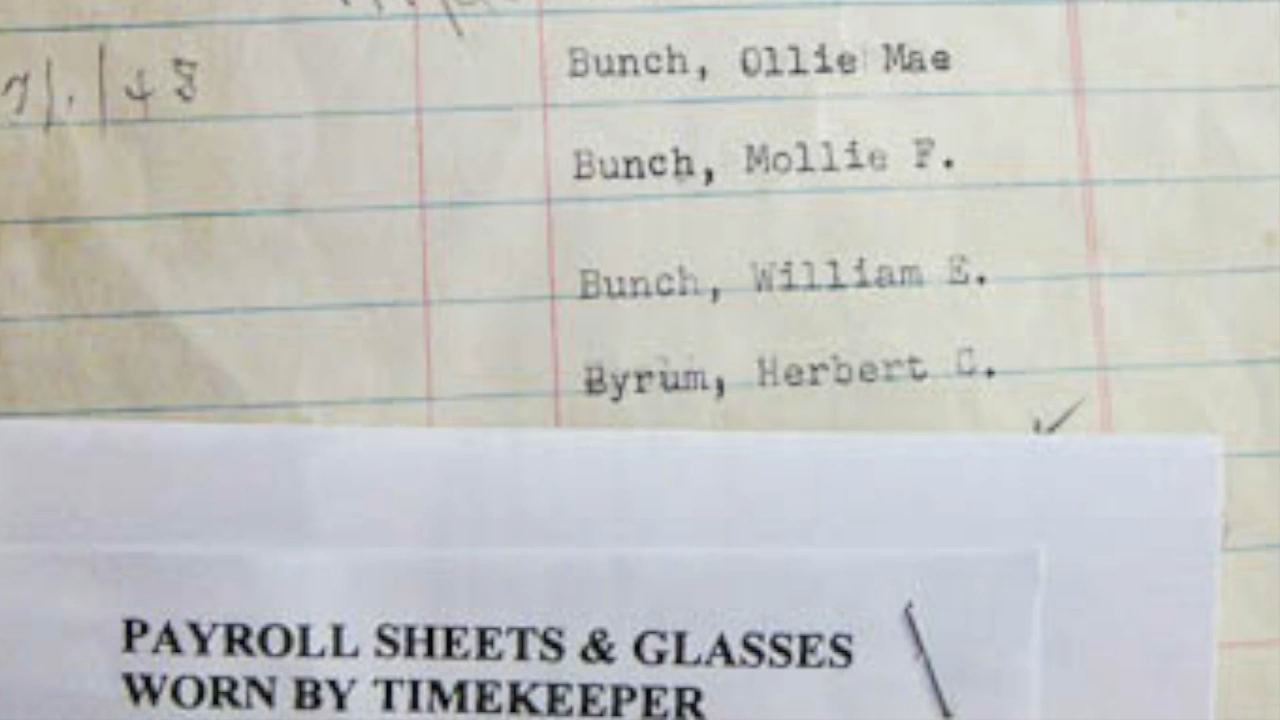 Bunch, Ollie Mae
Bunch, Mollie F.
Bunch, William E.
Byrum, Herbert C.
PAYROLL SHEETS & GLASSES
WORN BY TIMEKEEPER